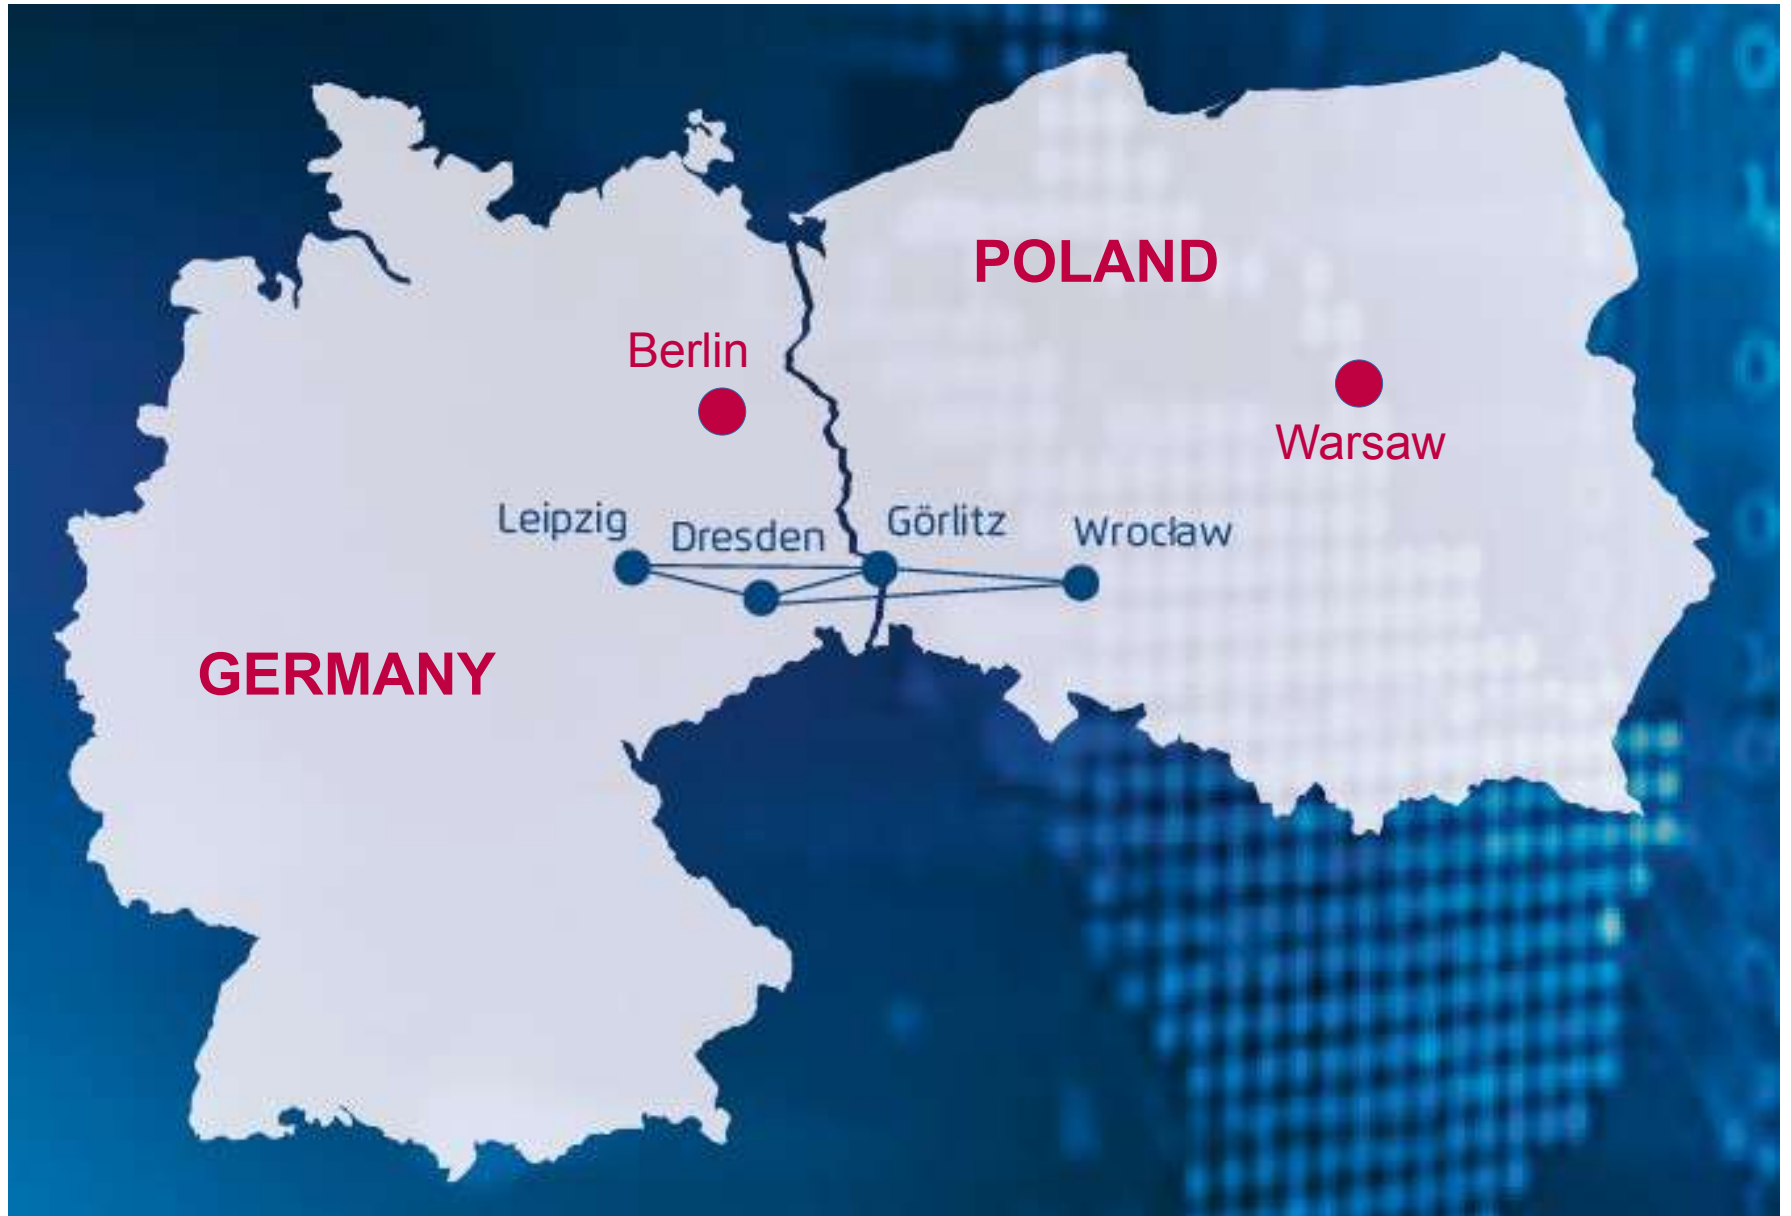 POLAND
Berlin
Warsaw
Leipzig
Dresden
Görlitz
Wrocław
GERMANY